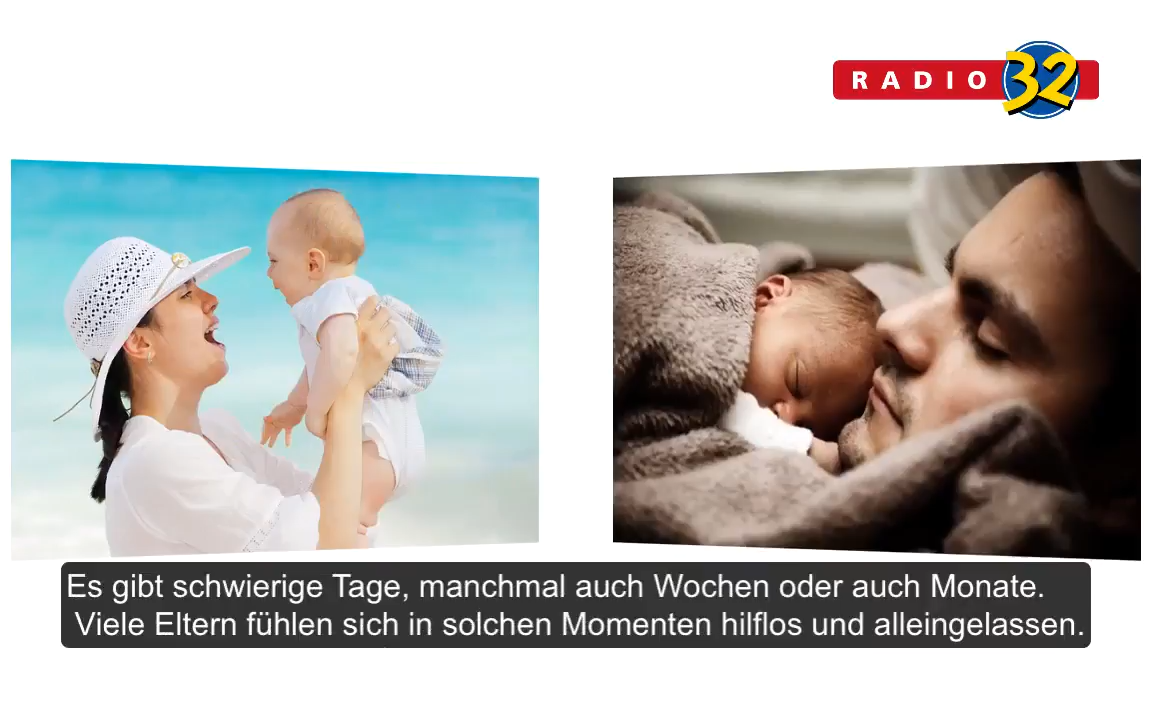 RADIO 32
Es gibt schwierige Tage, manchmal auch Wochen oder auch Monate.
Viele Eltern fühlen sich in solchen Momenten hilflos und alleingelassen.